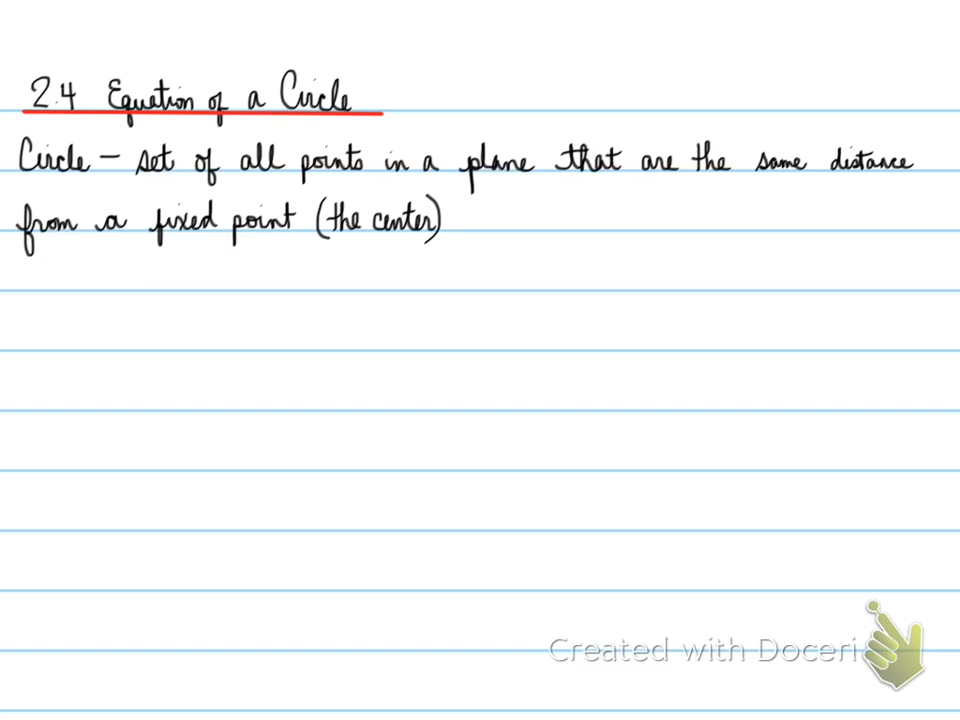 2.4 Equation of a Circle
Circle – set of all points in a plane that are the same distance
from a fixed point (the center)
Created with Doceri